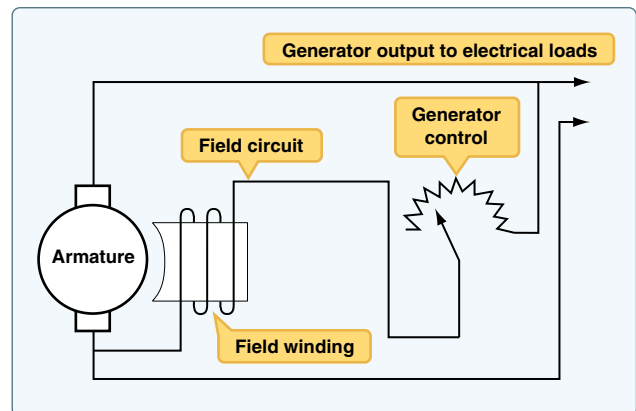 Generator output to electrical loads
Generator
control
Field circuit
Armature
Field winding